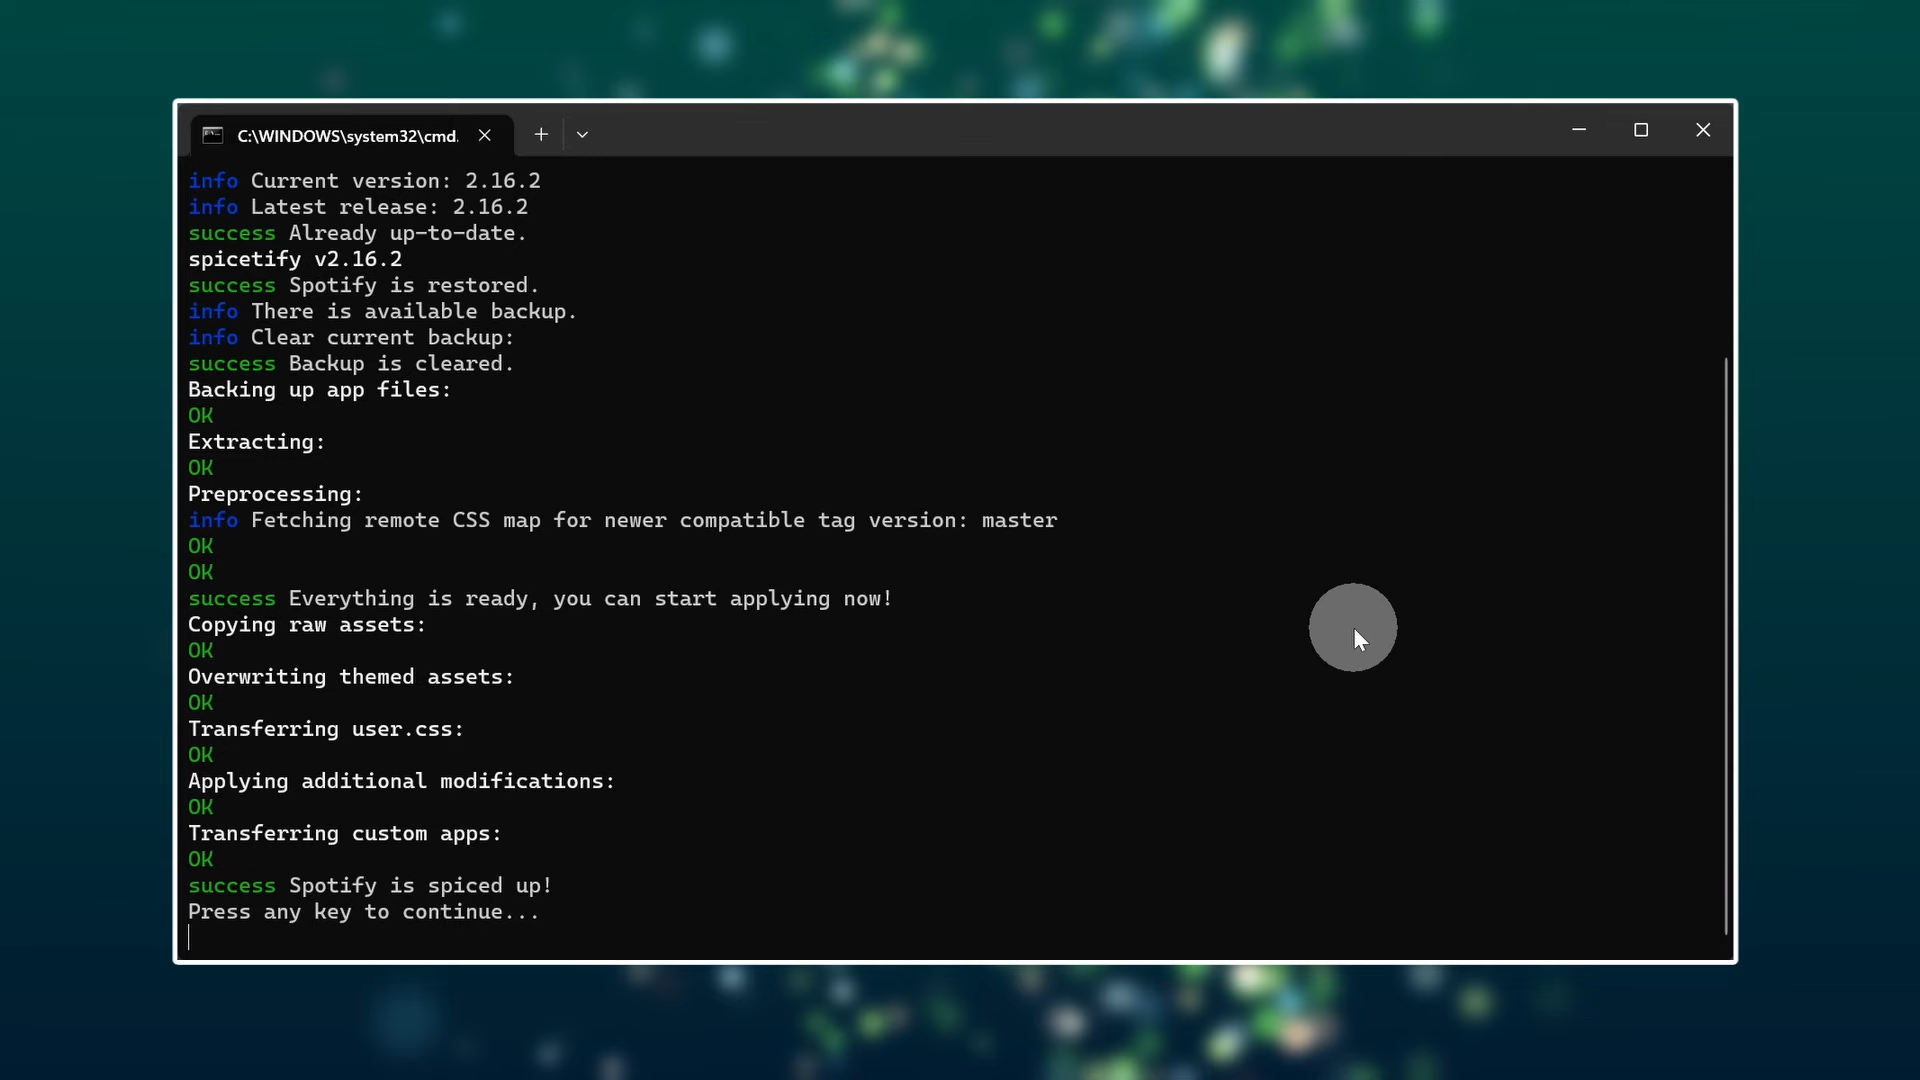 C:\WINDOWS\system32\cmd.
info Current version: 2.16.2
info Latest release: 2.16.2
success Already up-to-date.
spicetify v2.16.2
success Spotify is restored.
info There is available backup.
info Clear current backup:
success Backup is cleared.
Backing up app files:
OK
Extracting:
OK
Preprocessing:
info Fetching remote CSS map for newer compatible tag version: master
OK
OK
success Everything is ready, you can start applying now!
Copying raw assets:
OK
Overwriting themed assets:
OK
Transferring user.css:
OK
Applying additional modifications:
OK
Transferring custom apps:
OK
success Spotify is spiced up!
Press any key to continue...